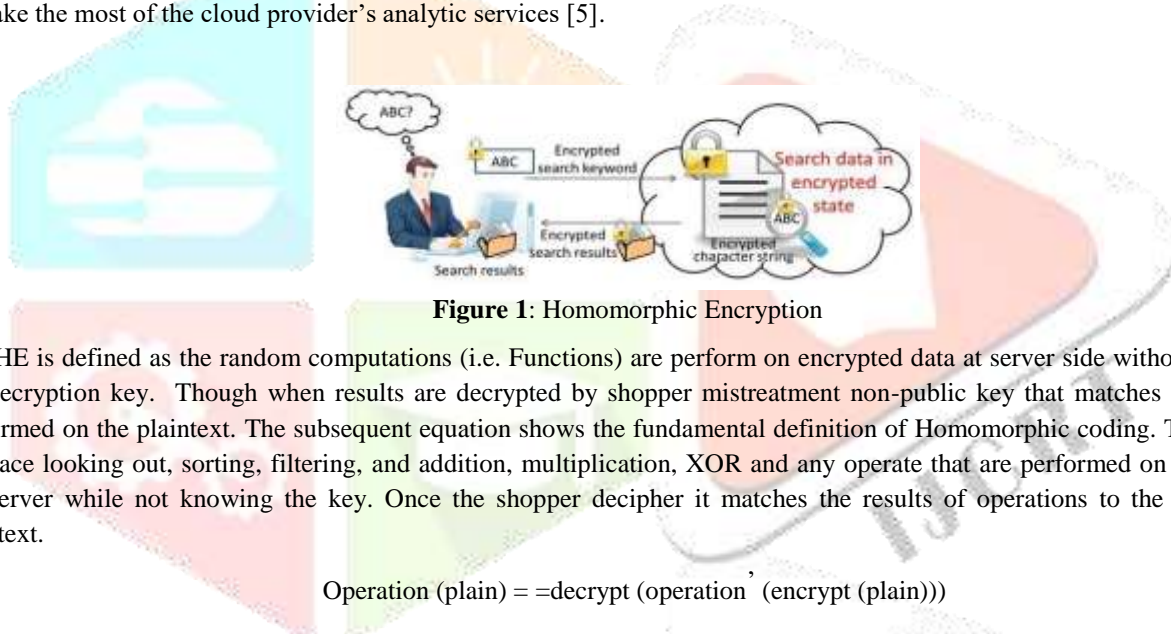 ake the most of the cloud provider's analytic services [5].
ABC?
ABC
Encrypted
search keyword
Search data in
encrypted
state
ABC
Encrypted
search results
Encrypted
character string
Search results
Figure 1: Homomorphic Encryption
HE is defined as the random computations (i.e. Functions) are perform on encrypted data at server side witho
ecryption key. Though when results are decrypted by shopper mistreatment non-public key that matches
rmed on the plaintext. The subsequent equation shows the fundamental definition of Homomorphic coding. T
ace looking out, sorting, filtering, and addition, multiplication, XOR and any operate that are performed on
erver while not knowing the key. Once the shopper decipher it matches the results of operations to the
text.
Operation (plain) = =decrypt (operation’ (encrypt (plain)))
IJCRT